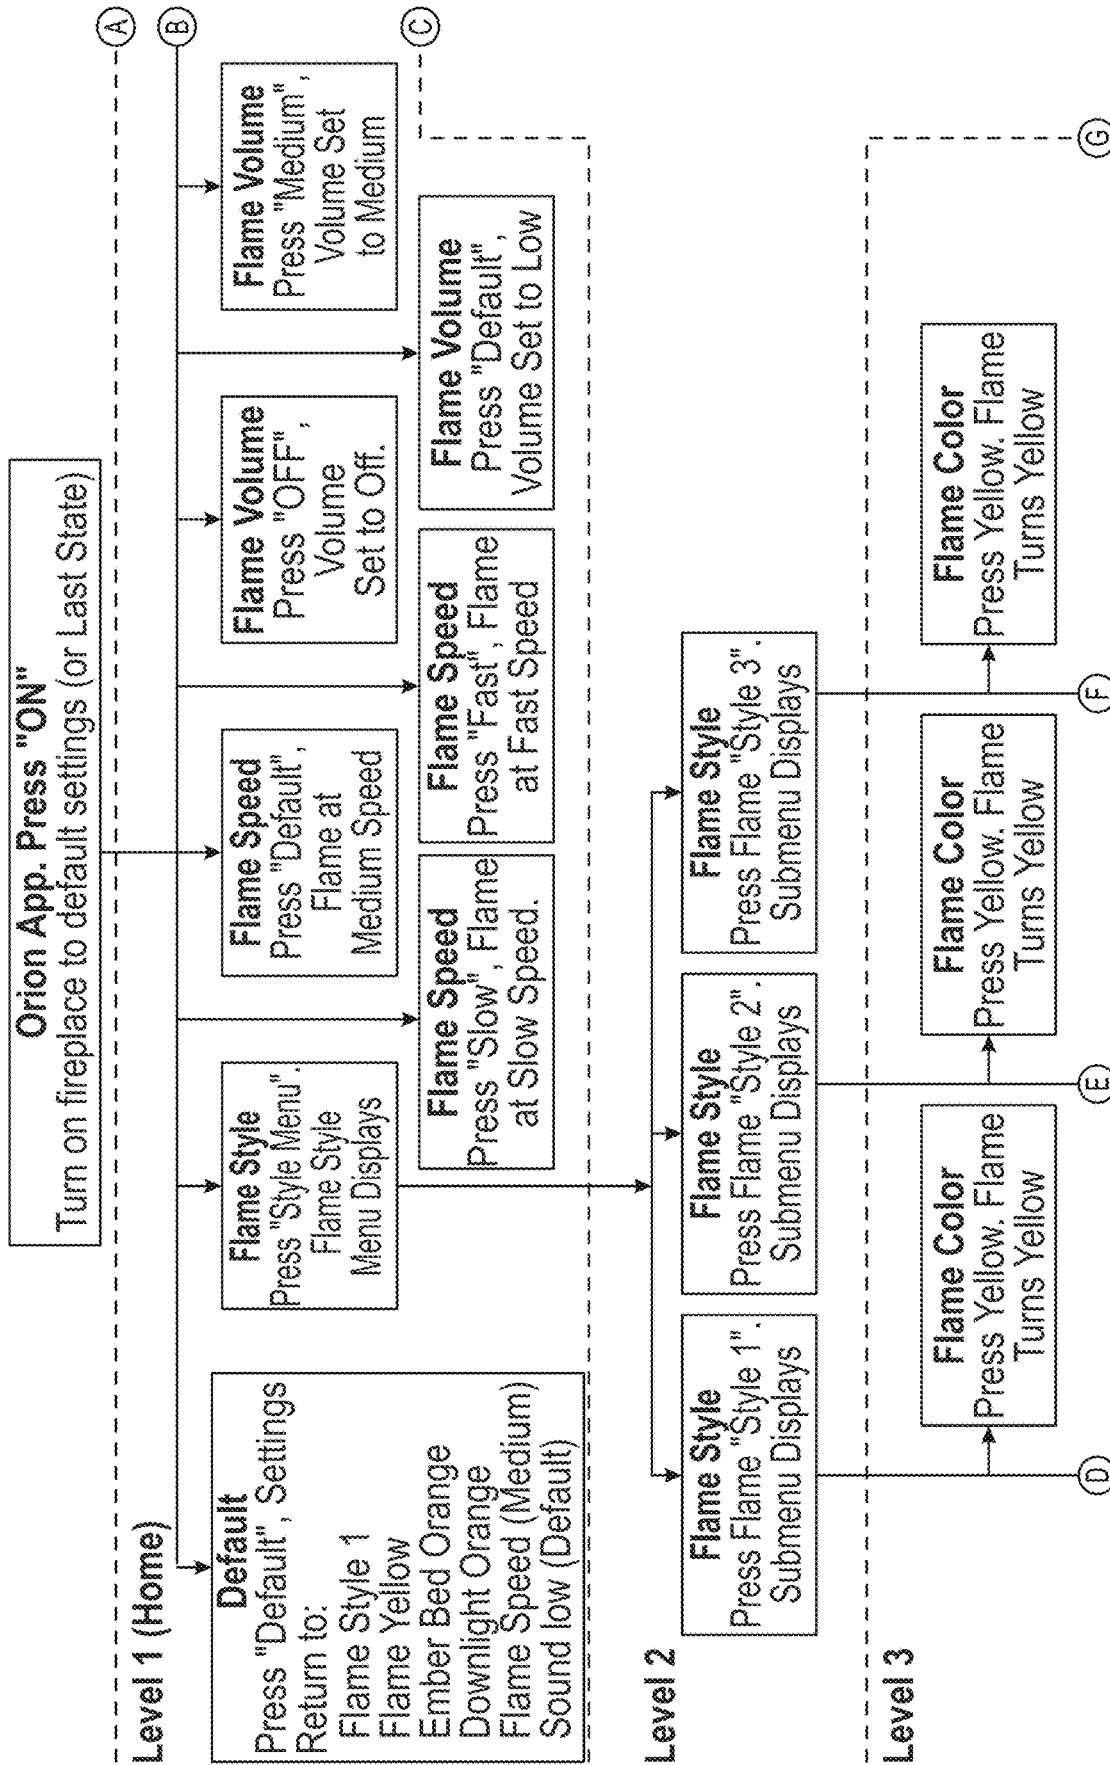 Orion App. Press "ON"
Turn on fireplace to default settings (or Last State)
A
Level 1 (Home)
B
Default
Press "Default", Settings
Return to:
Flame Style 1
Flame Yellow
Ember Bed Orange
Downlight Orange
Flame Speed (Medium)
Sound low (Default)
Flame Style
Press "Style Menu".
Flame Style
Menu Displays
Flame Speed
Press "Default",
Flame at
Medium Speed
Flame Volume
Press "OFF",
Volume
Set to Off.
Flame Volume
Press "Medium",
Volume Set
to Medium
Flame Speed
Press "Slow", Flame
at Slow Speed.
Flame Speed
Press "Fast", Flame
at Fast Speed
Flame Volume
Press "Default",
Volume Set to Low
C
Level 2
Flame Style
Press Flame "Style 1".
Submenu Displays
Flame Style
Press Flame "Style 2".
Submenu Displays
Flame Style
Press Flame "Style 3".
Submenu Displays
Level 3
Flame Color
Press Yellow. Flame
Turns Yellow
Flame Color
Press Yellow. Flame
Turns Yellow
Flame Color
Press Yellow. Flame
Turns Yellow
D
E
F
G